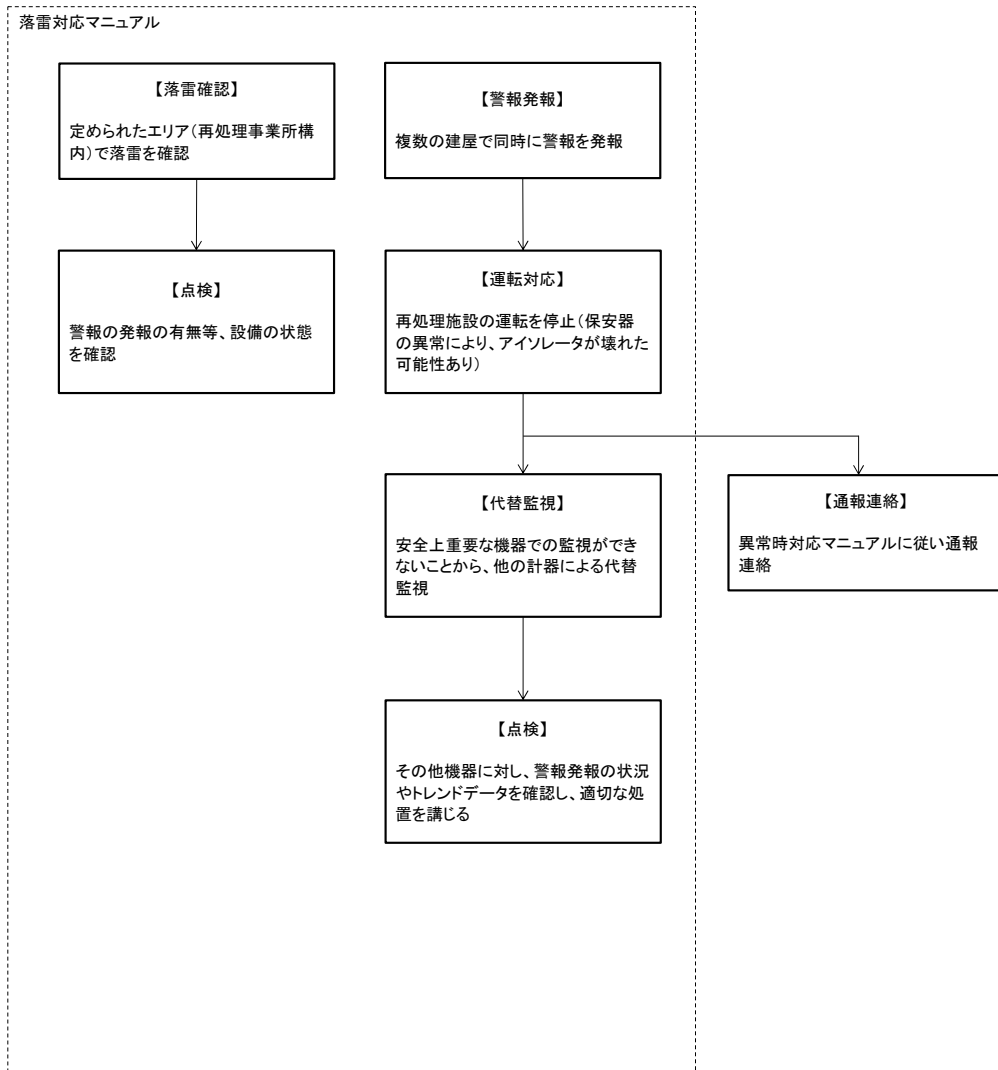 落雷対応マニュアル
【落雷確認】
定められたエリア(再処理事業所構
内)で落雷を確認
【警報発報】
複数の建屋で同時に警報を発報
【点検】
警報の発報の有無等、設備の状態
を確認
【運転対応】
再処理施設の運転を停止(保安器
の異常により、アイソレータが壊れた
可能性あり)
【代替監視】
安全上重要な機器での監視ができ
ないことから、他の計器による代替
監視
【通報連絡】
異常時対応マニュアルに従い通報
連絡
【点検】
その他機器に対し、警報発報の状況
やトレンドデータを確認し、適切な処
置を講じる